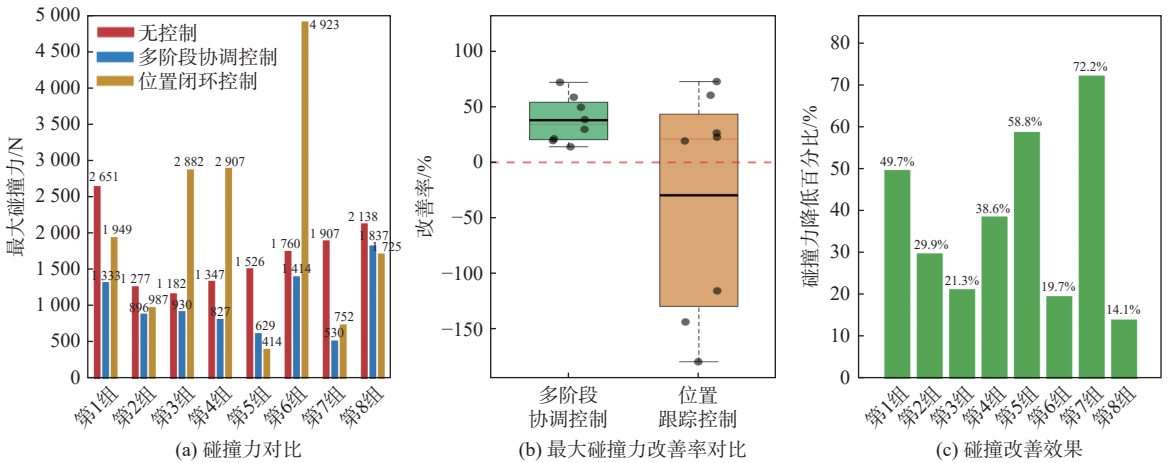 5 000
4 500
4 000
3 500
3 000
2 500
2 000
1 500
1 000
500
0
最大碰撞力/N
无控制
多阶段协调控制
位置闭环控制
2 651
1 333
1 949
1 277
896
987
1 182
930
2 882
1 347
827
2 907
1 526
629
414
1 760
1 414
4 923
1 907
530
752
2 138
1 837
1 725
第1组
第2组
第3组
第4组
第5组
第6组
第7组
第8组
(a) 碰撞力对比
100
50
0
−50
−100
−150
改善率/%
多阶段
协调控制
位置
跟踪控制
(b) 最大碰撞力改善率对比
80
70
60
50
40
30
20
10
0
碰撞力降低百分比/%
49.7%
29.9%
21.3%
38.6%
58.8%
19.7%
72.2%
14.1%
第1组
第2组
第3组
第4组
第5组
第6组
第7组
第8组
(c) 碰撞改善效果